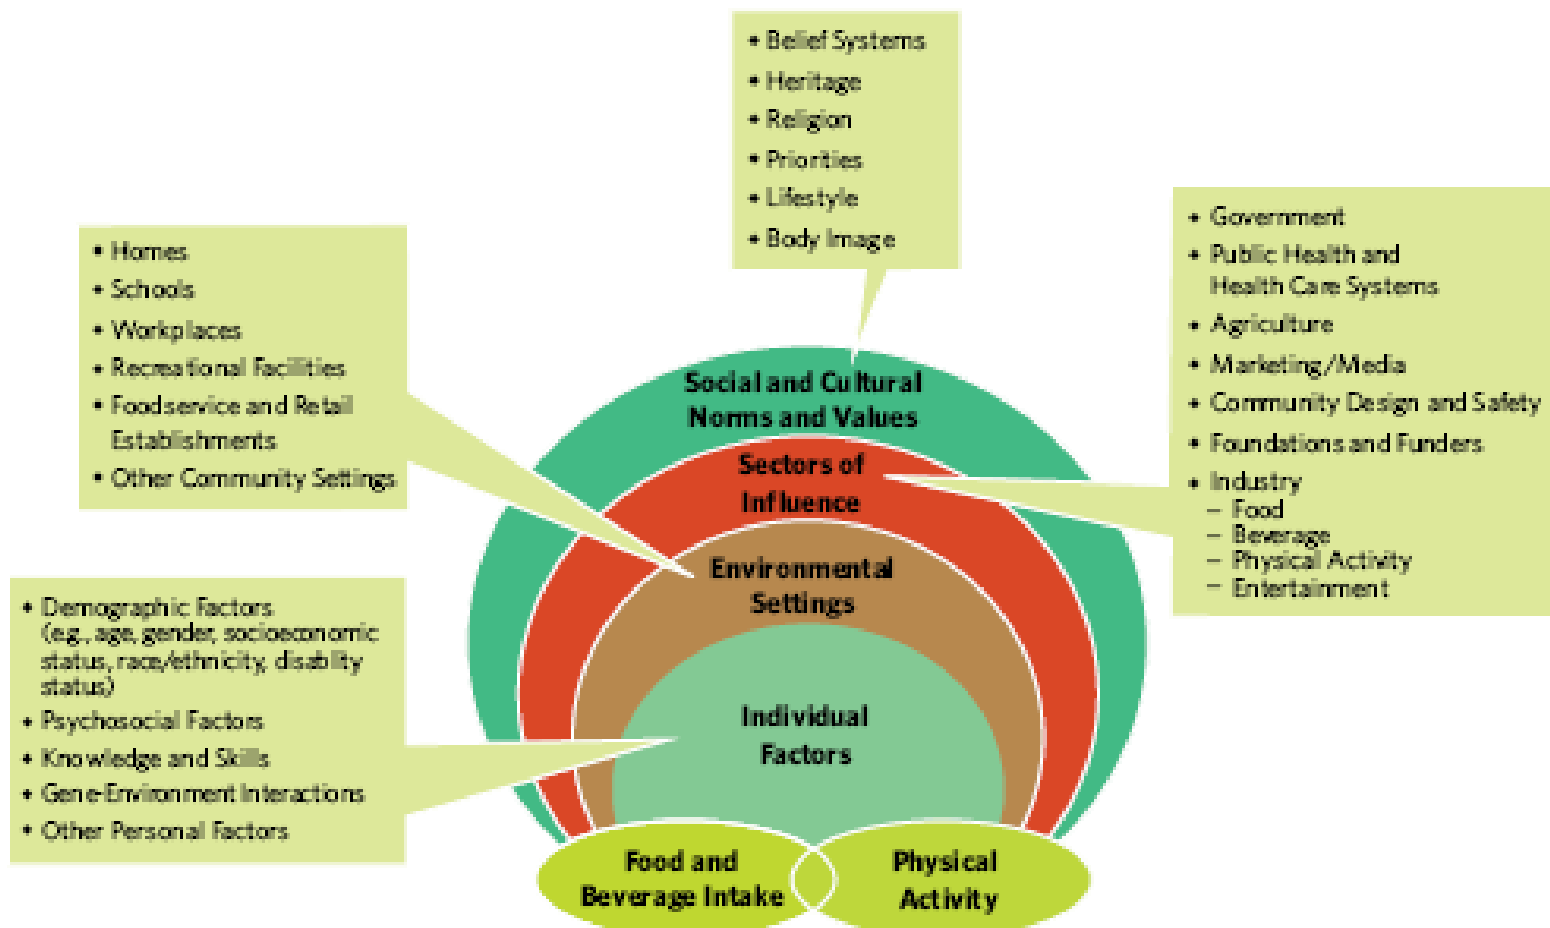 • Belief Systems
• Heritage
• Religion
• Priorities
• Lifestyle
• Body Image
• Homes
• Schools
• Workplaces
• Recreational Facilities
• Foodservice and Retail
Establishments
• Other Community Settings
• Government
• Public Health and
Health Care Systems
• Agriculture
• Marketing/Media
• Community Design and Safety
• Foundations and Funders
• Industry
– Food
– Beverage
– Physical Activity
– Entertainment
• Demographic Factors
(e.g., age, gender, socioeconomic
status, race/ethnicity, disablity
status)
• Psychosocial Factors
• Knowledge and Skills
• Gene-Environment Interactions
• Other Personal Factors
Social and Cultural
Norms and Values
Sectors of
Influence
Environmental
Settings
Individual
Factors
Food and
Beverage Intake
Physical
Activity